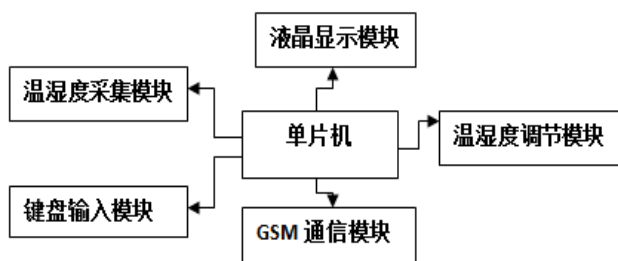 液晶显示模块
温湿度采集模块
单片机
温湿度调节模块
键盘输入模块
GSM 通信模块